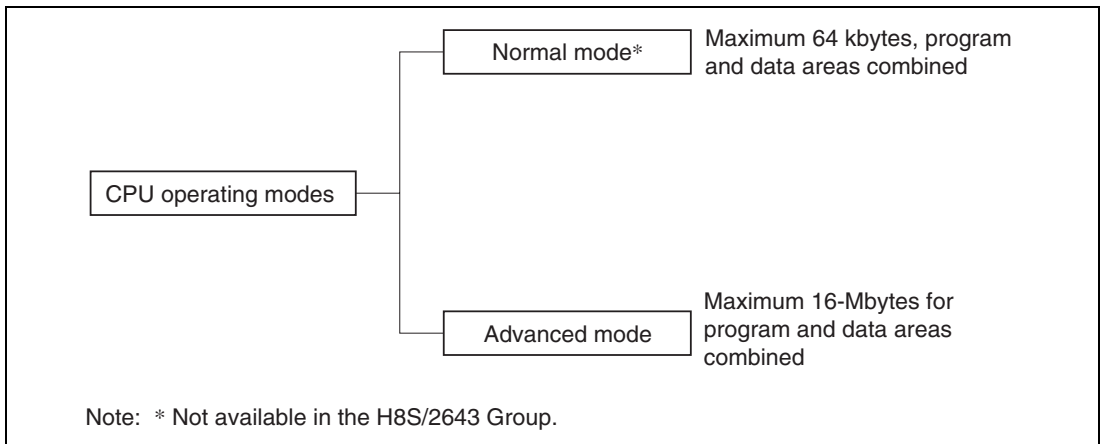 Normal mode*
Maximum 64 kbytes, program
and data areas combined
CPU operating modes
Advanced mode
Maximum 16-Mbytes for
program and data areas
combined
Note: * Not available in the H8S/2643 Group.